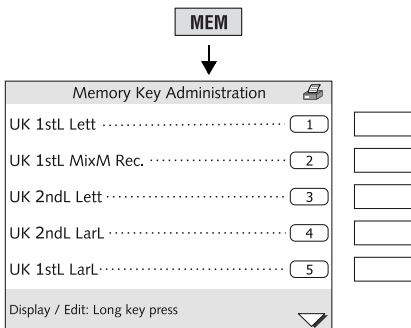 MEM
Memory Key Administration
UK 1stL Lett 1
UK 1stL MixM Rec. 2
UK 2ndL Lett 3
UK 2ndL LarL 4
UK 1stL LarL 5
Display / Edit: Long key press